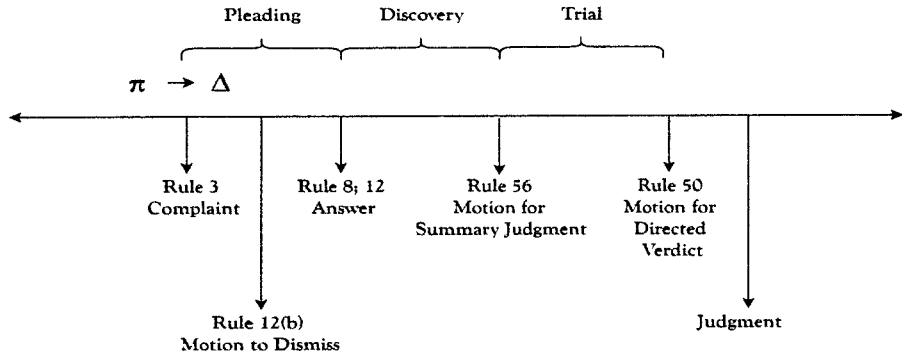 Pleading
Discovery
Trial
π → Δ
Rule 3
Complaint
Rule 8; 12
Answer
Rule 56
Motion for
Summary Judgment
Rule 50
Motion for
Directed
Verdict
Rule 12(b)
Motion to Dismiss
Judgment